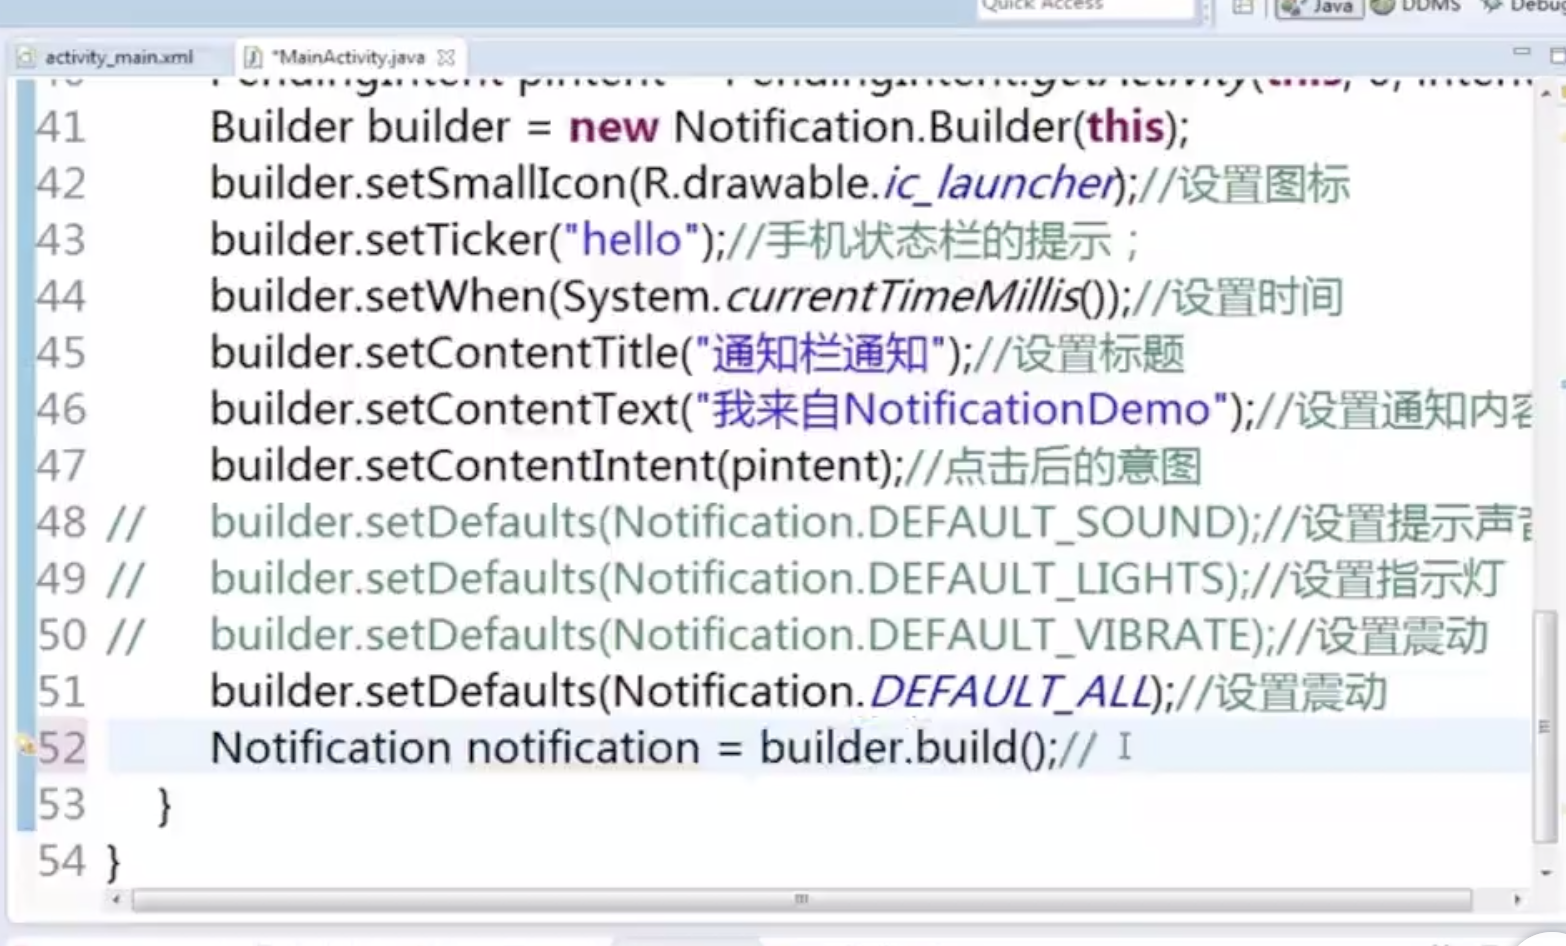 Quick Access
Java DDMS Debug
activity_main.xml *MainActivity.java
PendingIntent pintent = PendingIntent.getActivity(this, 0,
41 Builder builder = new Notification.Builder(this);
42 builder.setSmallIcon(R.drawable.ic_launcher);//设置图标
43 builder.setTicker("hello");//手机状态栏的提示；
44 builder.setWhen(System.currentTimeMillis());//设置时间
45 builder.setContentTitle("通知栏通知");//设置标题
46 builder.setContentText("我来自NotificationDemo");//设置通知内容
47 builder.setContentIntent(pintent);//点击后的意图
48 // builder.setDefaults(Notification.DEFAULT_SOUND);//设置提示声音
49 // builder.setDefaults(Notification.DEFAULT_LIGHTS);//设置指示灯
50 // builder.setDefaults(Notification.DEFAULT_VIBRATE);//设置震动
51 builder.setDefaults(Notification.DEFAULT_ALL);//设置震动
52 Notification notification = builder.build();//
53 }
54 }